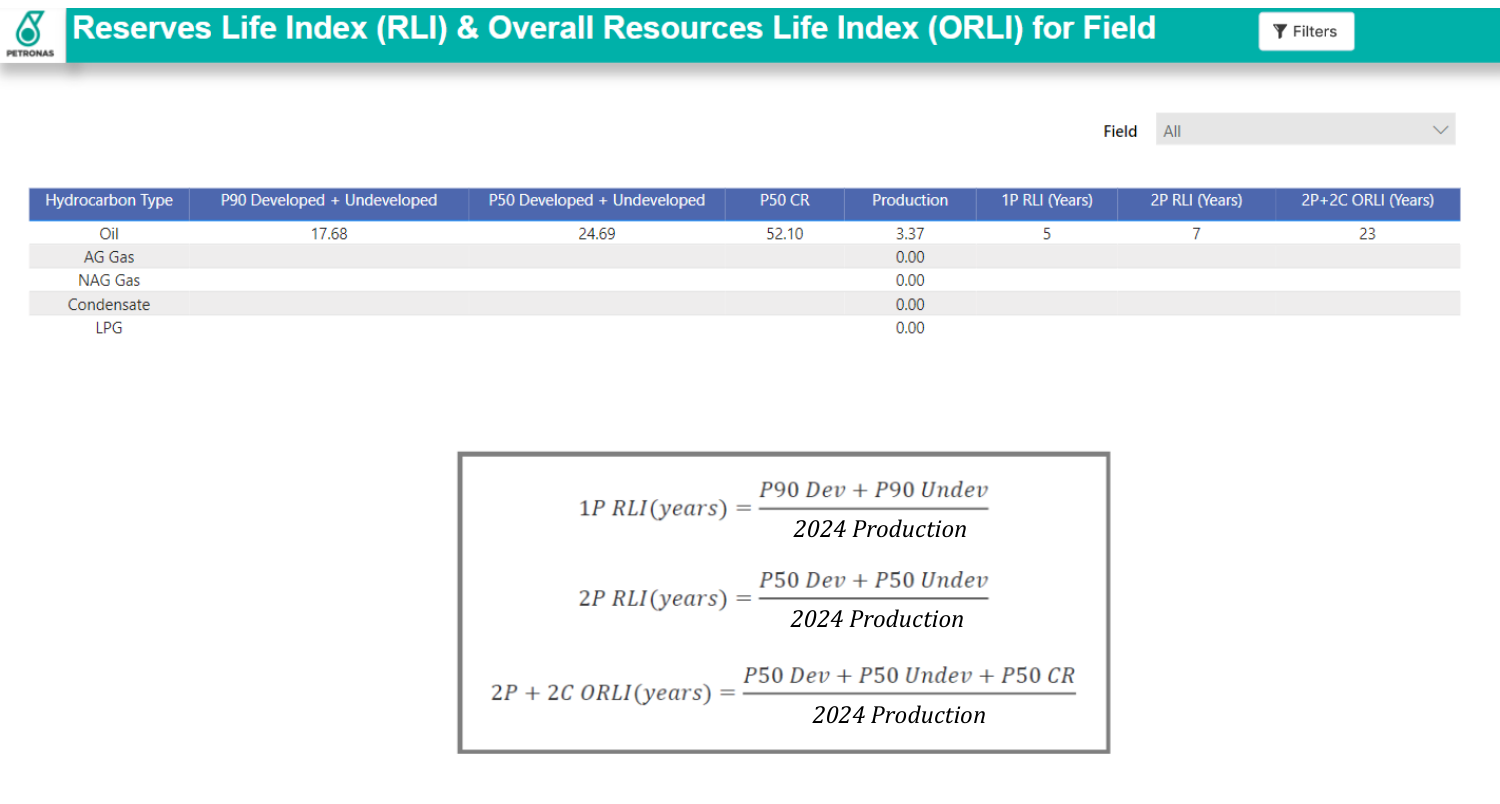 PETRONAS
Reserves Life Index (RLI) & Overall Resources Life Index (ORLI) for Field
Filters
Field All
Hydrocarbon Type P90 Developed + Undeveloped P50 Developed + Undeveloped P50 CR Production 1P RLI (Years) 2P RLI (Years) 2P+2C ORLI (Years)
Oil 17.68 24.69 52.10 3.37 5 7 23
AG Gas 0.00
NAG Gas 0.00
Condensate 0.00
LPG 0.00
P90 Dev + P90 Undev
1P RLI(years) =
2024 Production
P50 Dev + P50 Undev
2P RLI(years) =
2024 Production
P50 Dev + P50 Undev + P50 CR
2P + 2C ORLI(years) =
2024 Production